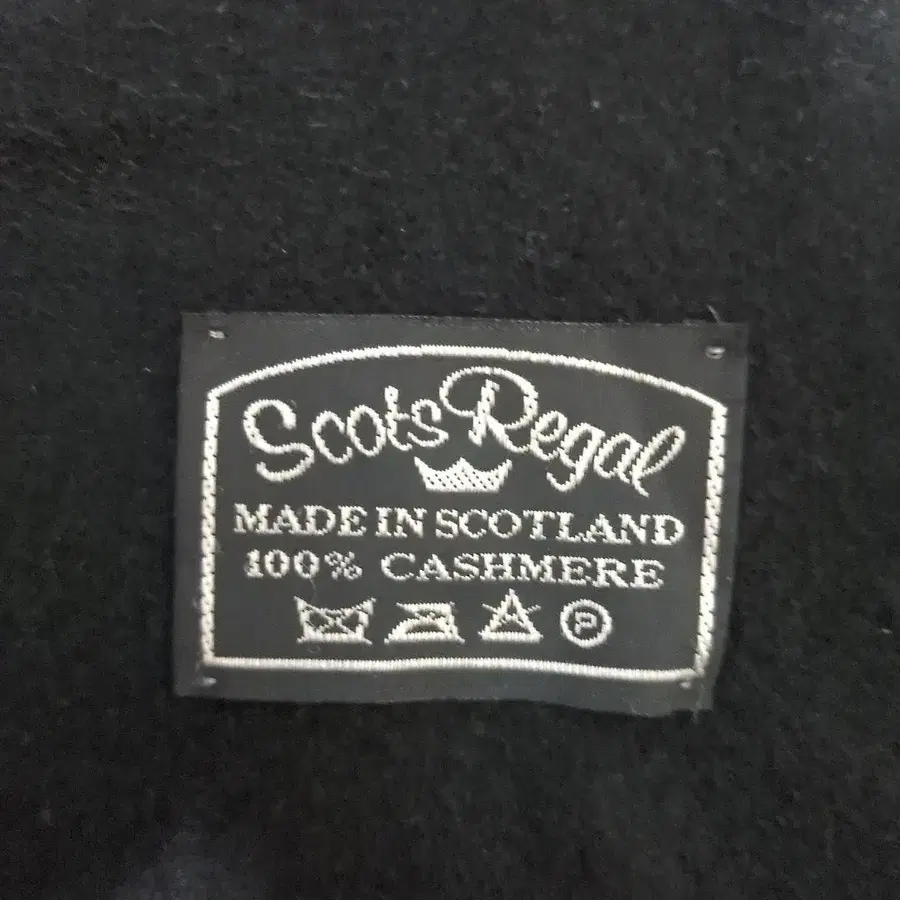 Scots Regal
MADE IN SCOTLAND
100% CASHMERE
P